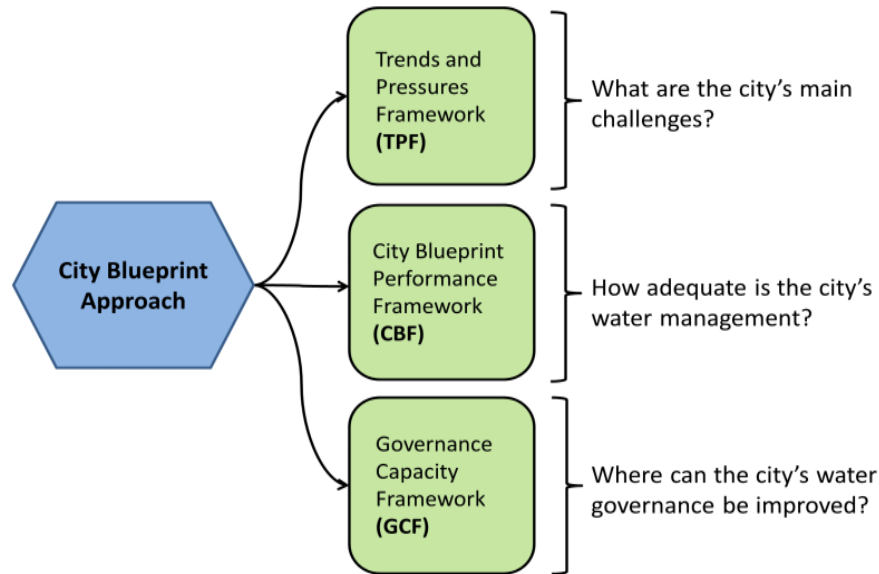 City Blueprint
Approach
Trends and
Pressures
Framework
(TPF)
What are the city’s main
challenges?
City Blueprint
Performance
Framework
(CBF)
How adequate is the city’s
water management?
Governance
Capacity
Framework
(GCF)
Where can the city’s water
governance be improved?